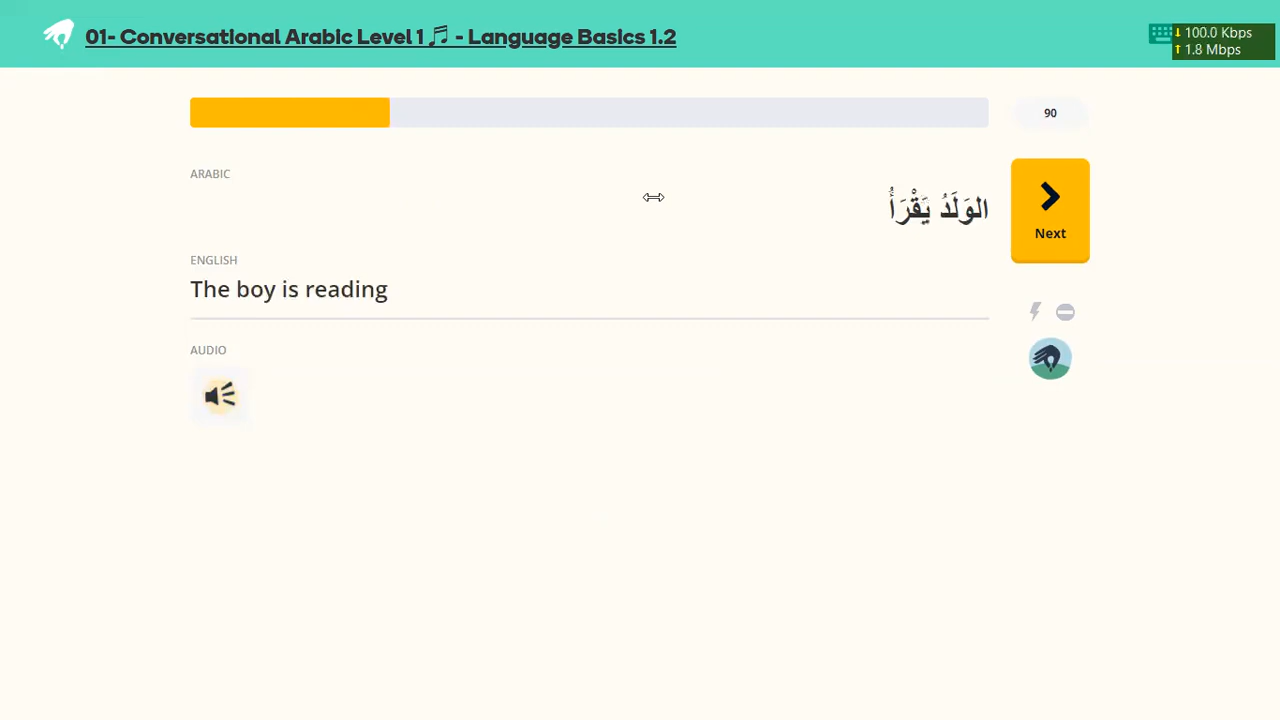 01- Conversational Arabic Level 1 🎵 - Language Basics 1.2
↓ 100.0 Kbps
↑ 1.8 Mbps
90
ARABIC
الوَلَدُ يَقْرَأُ
Next
ENGLISH
The boy is reading
AUDIO